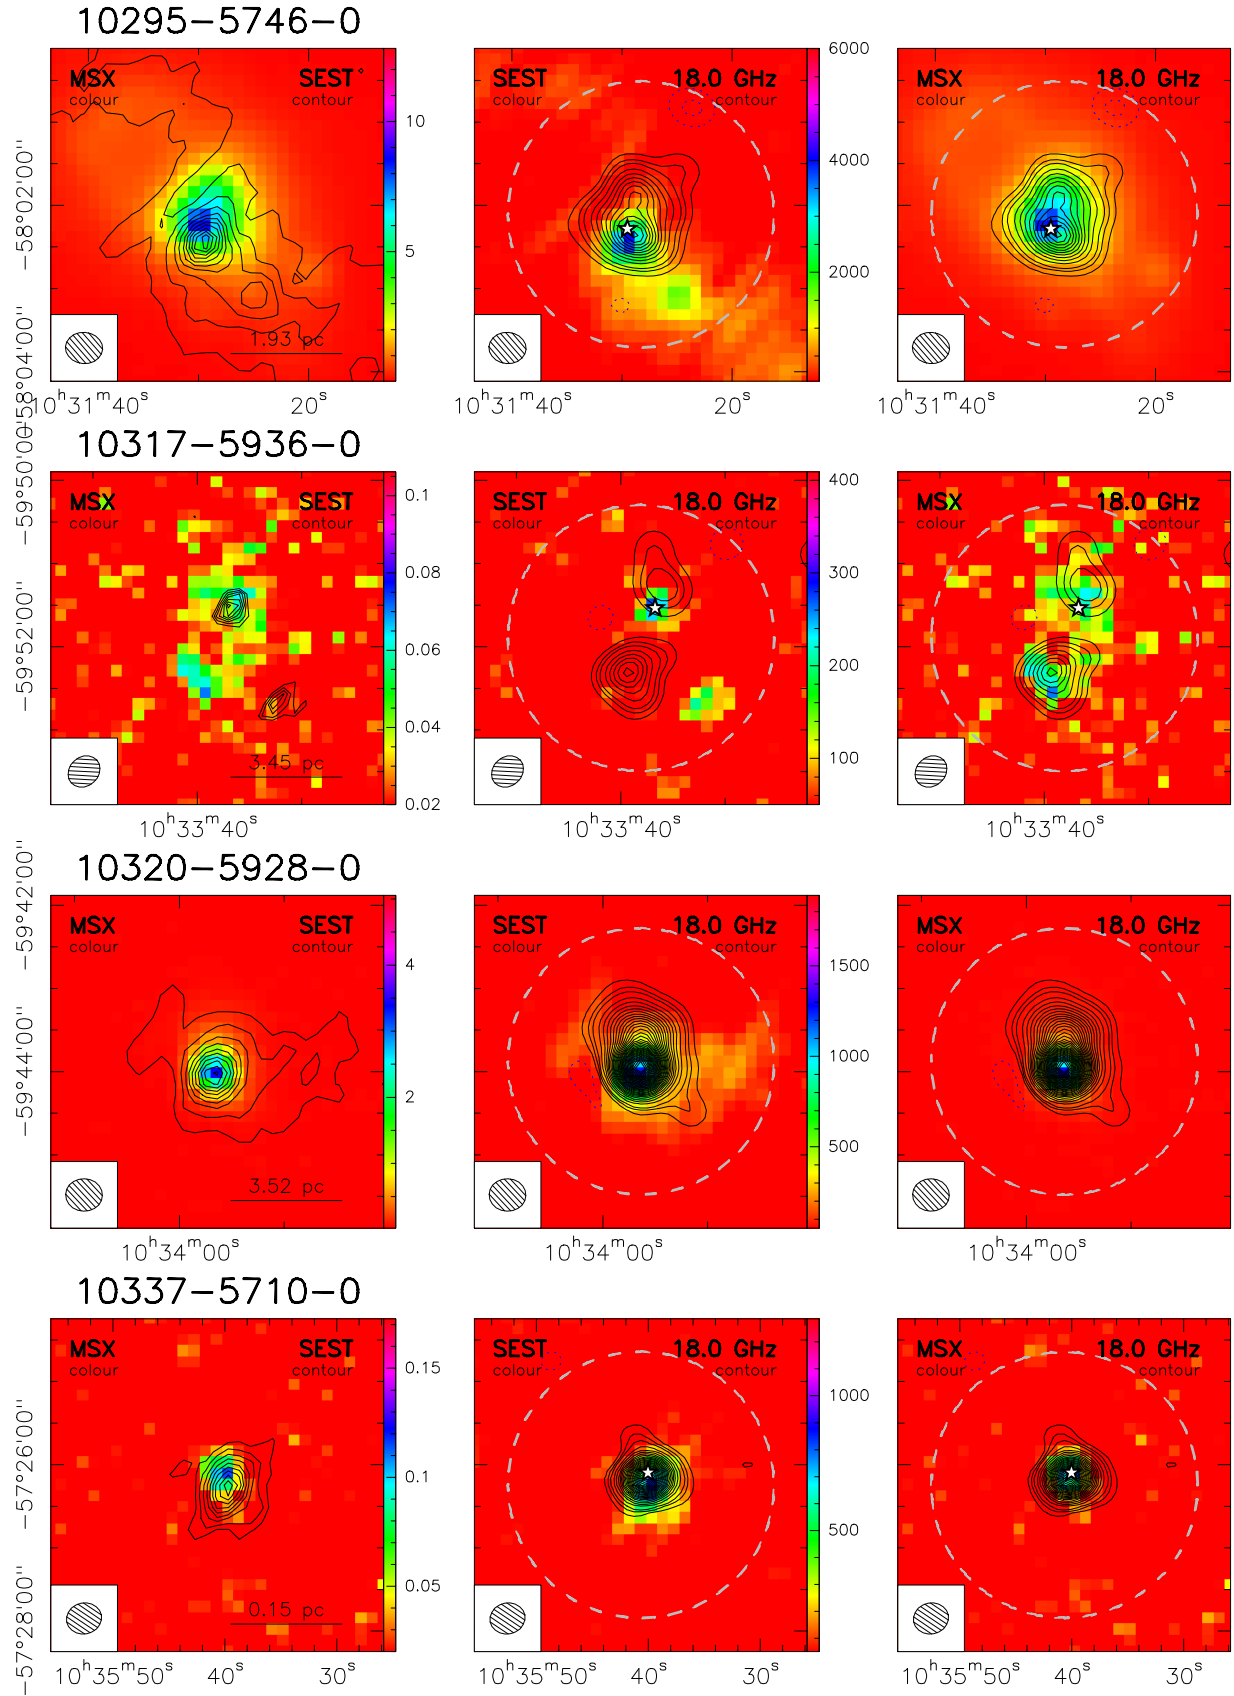 10295-5746-0
MSX SEST
colour contour
SEST 18.0 GHz
colour contour
MSX 18.0 GHz
colour contour
10
5
6000
4000
2000
−58°02'00"
−58°04'00"
1.93 pc
10h31m40s 20s
10h31m40s 20s
10h31m40s 20s
10317-5936-0
MSX SEST
colour contour
SEST 18.0 GHz
colour contour
MSX 18.0 GHz
colour contour
0.1
0.08
0.06
0.04
0.02
400
300
200
100
−59°50'00"
−59°52'00"
3.45 pc
10h33m40s
10h33m40s
10h33m40s
10320-5928-0
MSX SEST
colour contour
SEST 18.0 GHz
colour contour
MSX 18.0 GHz
colour contour
4
2
1500
1000
500
−59°42'00"
−59°44'00"
3.52 pc
10h34m00s
10h34m00s
10h34m00s
10337-5710-0
MSX SEST
colour contour
SEST 18.0 GHz
colour contour
MSX 18.0 GHz
colour contour
0.15
0.1
0.05
1000
500
−57°26'00"
−57°28'00"
0.15 pc
10h35m50s 40s 30s
10h35m50s 40s 30s
10h35m50s 40s 30s